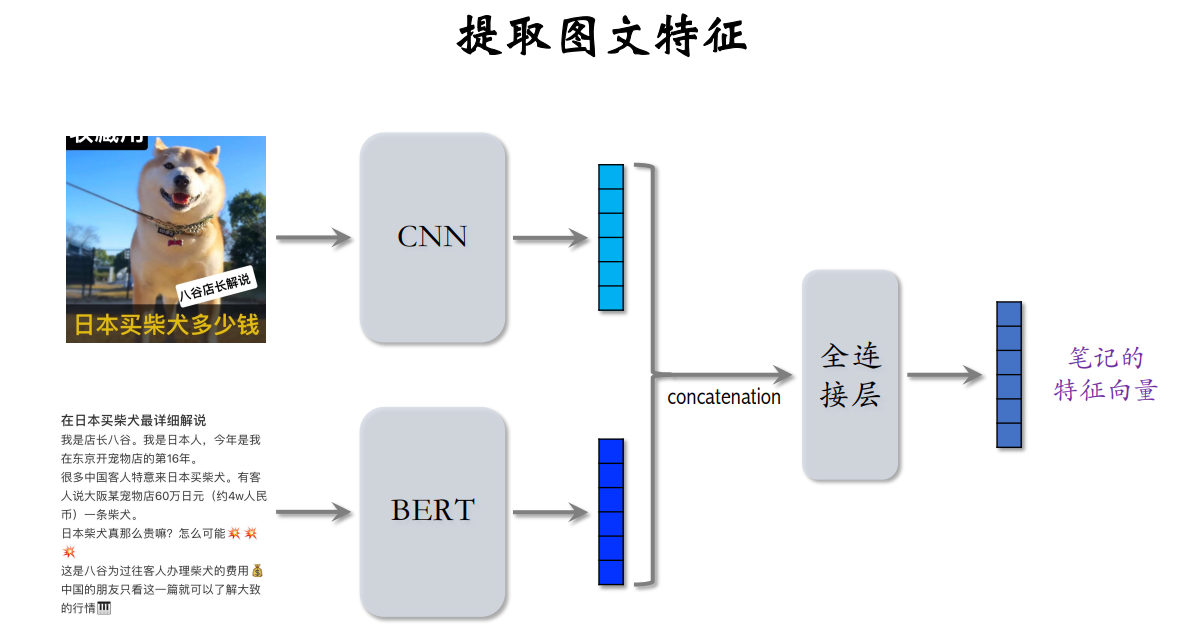 提取图文特征
收藏用
八谷店长解说
日本买柴犬多少钱
CNN
在日本买柴犬最详细解说
我是店长八谷。我是日本人，今年是我
在东京开宠物店的第16年。
很多中国客人特意来日本买柴犬。有客
人说大阪某宠物店60万日元（约4w人民
币）一条柴犬。
日本柴犬真那么贵嘛？怎么可能💥💥
💥
这是八谷为过往客人办理柴犬的费用💰
中国的朋友只看这一篇就可以了解大致
的行情🎹
BERT
concatenation
全连
接层
笔记的
特征向量